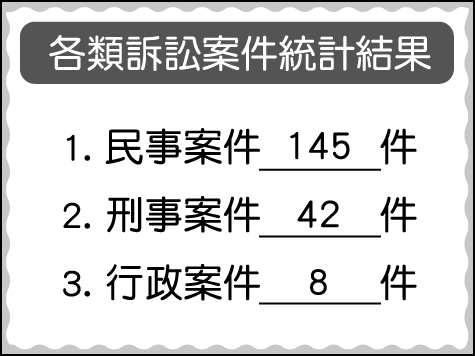 各類訴訟案件統計結果
1. 民事案件 145 件
2. 刑事案件 42 件
3. 行政案件 8 件